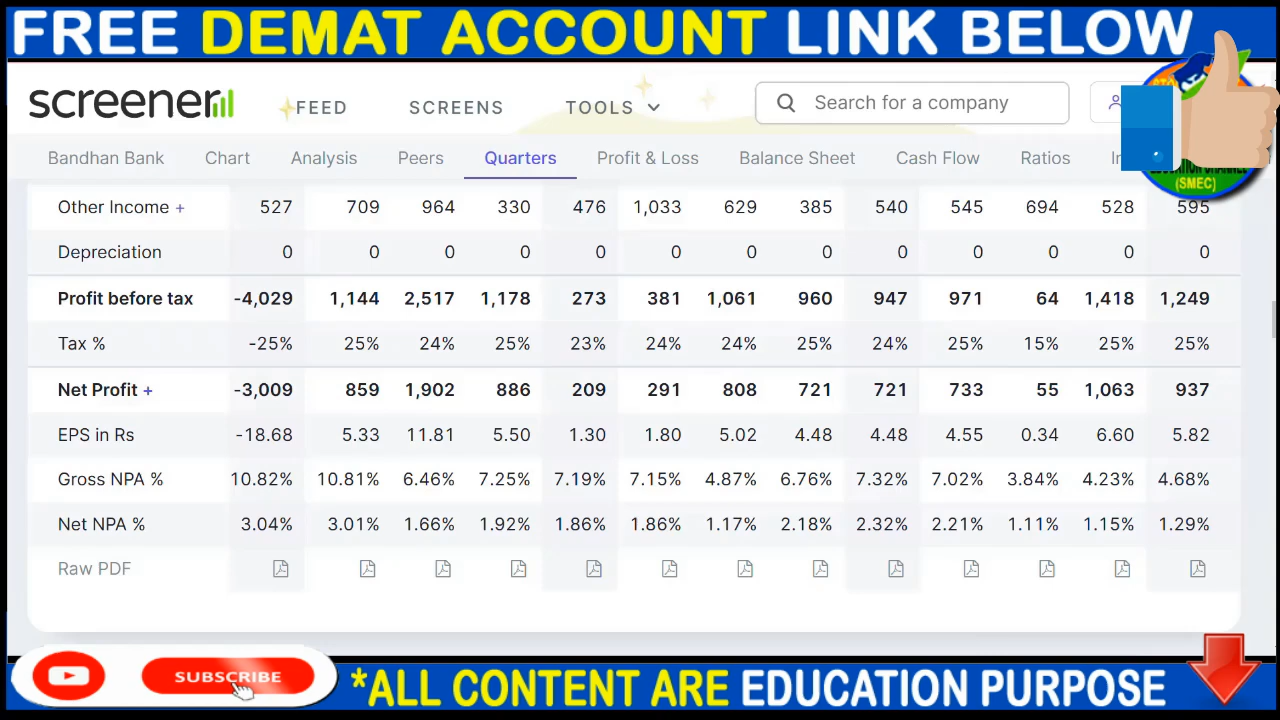 FREE DEMAT ACCOUNT LINK BELOW
screener FEED SCREENS TOOLS Search for a company
Bandhan Bank Chart Analysis Peers Quarters Profit & Loss Balance Sheet Cash Flow Ratios
EDUCATION CHANNEL
(SMEC)
Other Income + 527 709 964 330 476 1,033 629 385 540 545 694 528 595
Depreciation 0 0 0 0 0 0 0 0 0 0 0 0 0
Profit before tax -4,029 1,144 2,517 1,178 273 381 1,061 960 947 971 64 1,418 1,249
Tax % -25% 25% 24% 25% 23% 24% 24% 25% 24% 25% 15% 25% 25%
Net Profit + -3,009 859 1,902 886 209 291 808 721 721 733 55 1,063 937
EPS in Rs -18.68 5.33 11.81 5.50 1.30 1.80 5.02 4.48 4.48 4.55 0.34 6.60 5.82
Gross NPA % 10.82% 10.81% 6.46% 7.25% 7.19% 7.15% 4.87% 6.76% 7.32% 7.02% 3.84% 4.23% 4.68%
Net NPA % 3.04% 3.01% 1.66% 1.92% 1.86% 1.86% 1.17% 2.18% 2.32% 2.21% 1.11% 1.15% 1.29%
Raw PDF
SUBSCRIBE
*ALL CONTENT ARE EDUCATION PURPOSE